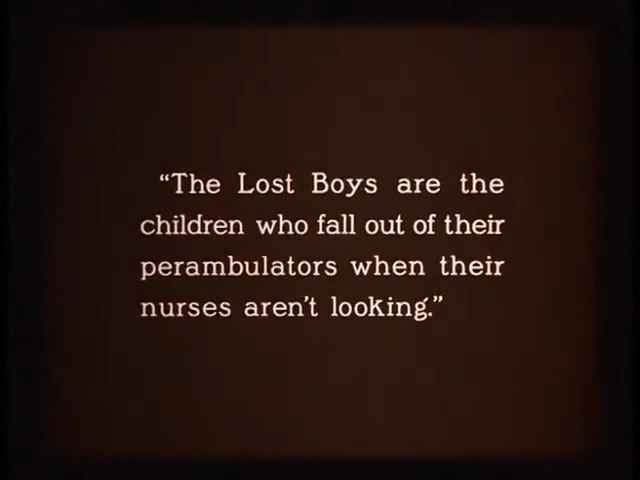 “The Lost Boys are the
children who fall out of their
perambulators when their
nurses aren’t looking.”